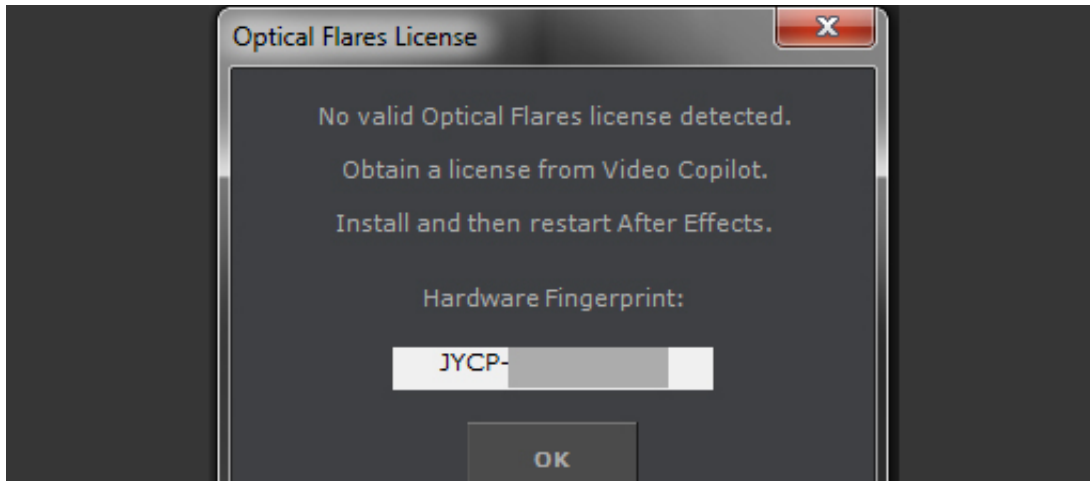 Optical Flares License
No valid Optical Flares license detected.
Obtain a license from Video Copilot.
Install and then restart After Effects.
Hardware Fingerprint:
JYCP-
OK